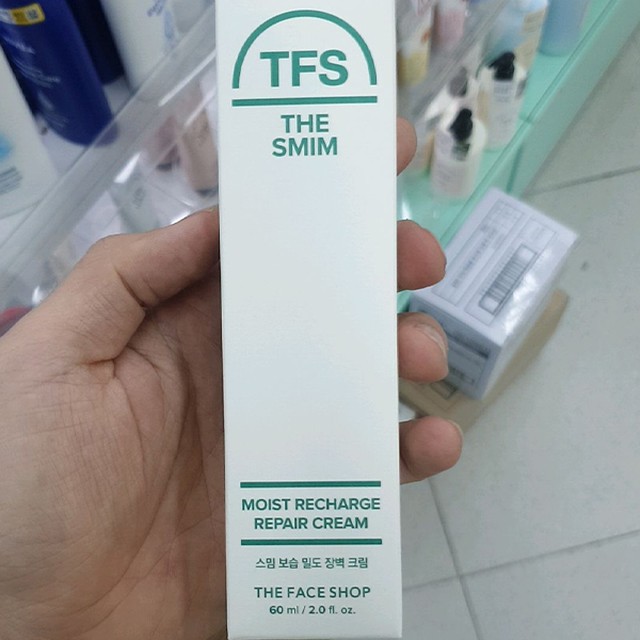 TFS
THE
SMIM
MOIST RECHARGE
REPAIR CREAM
스밈 보습 밀도 장벽 크림
THE FACE SHOP
60 ml / 2.0 fl. oz.